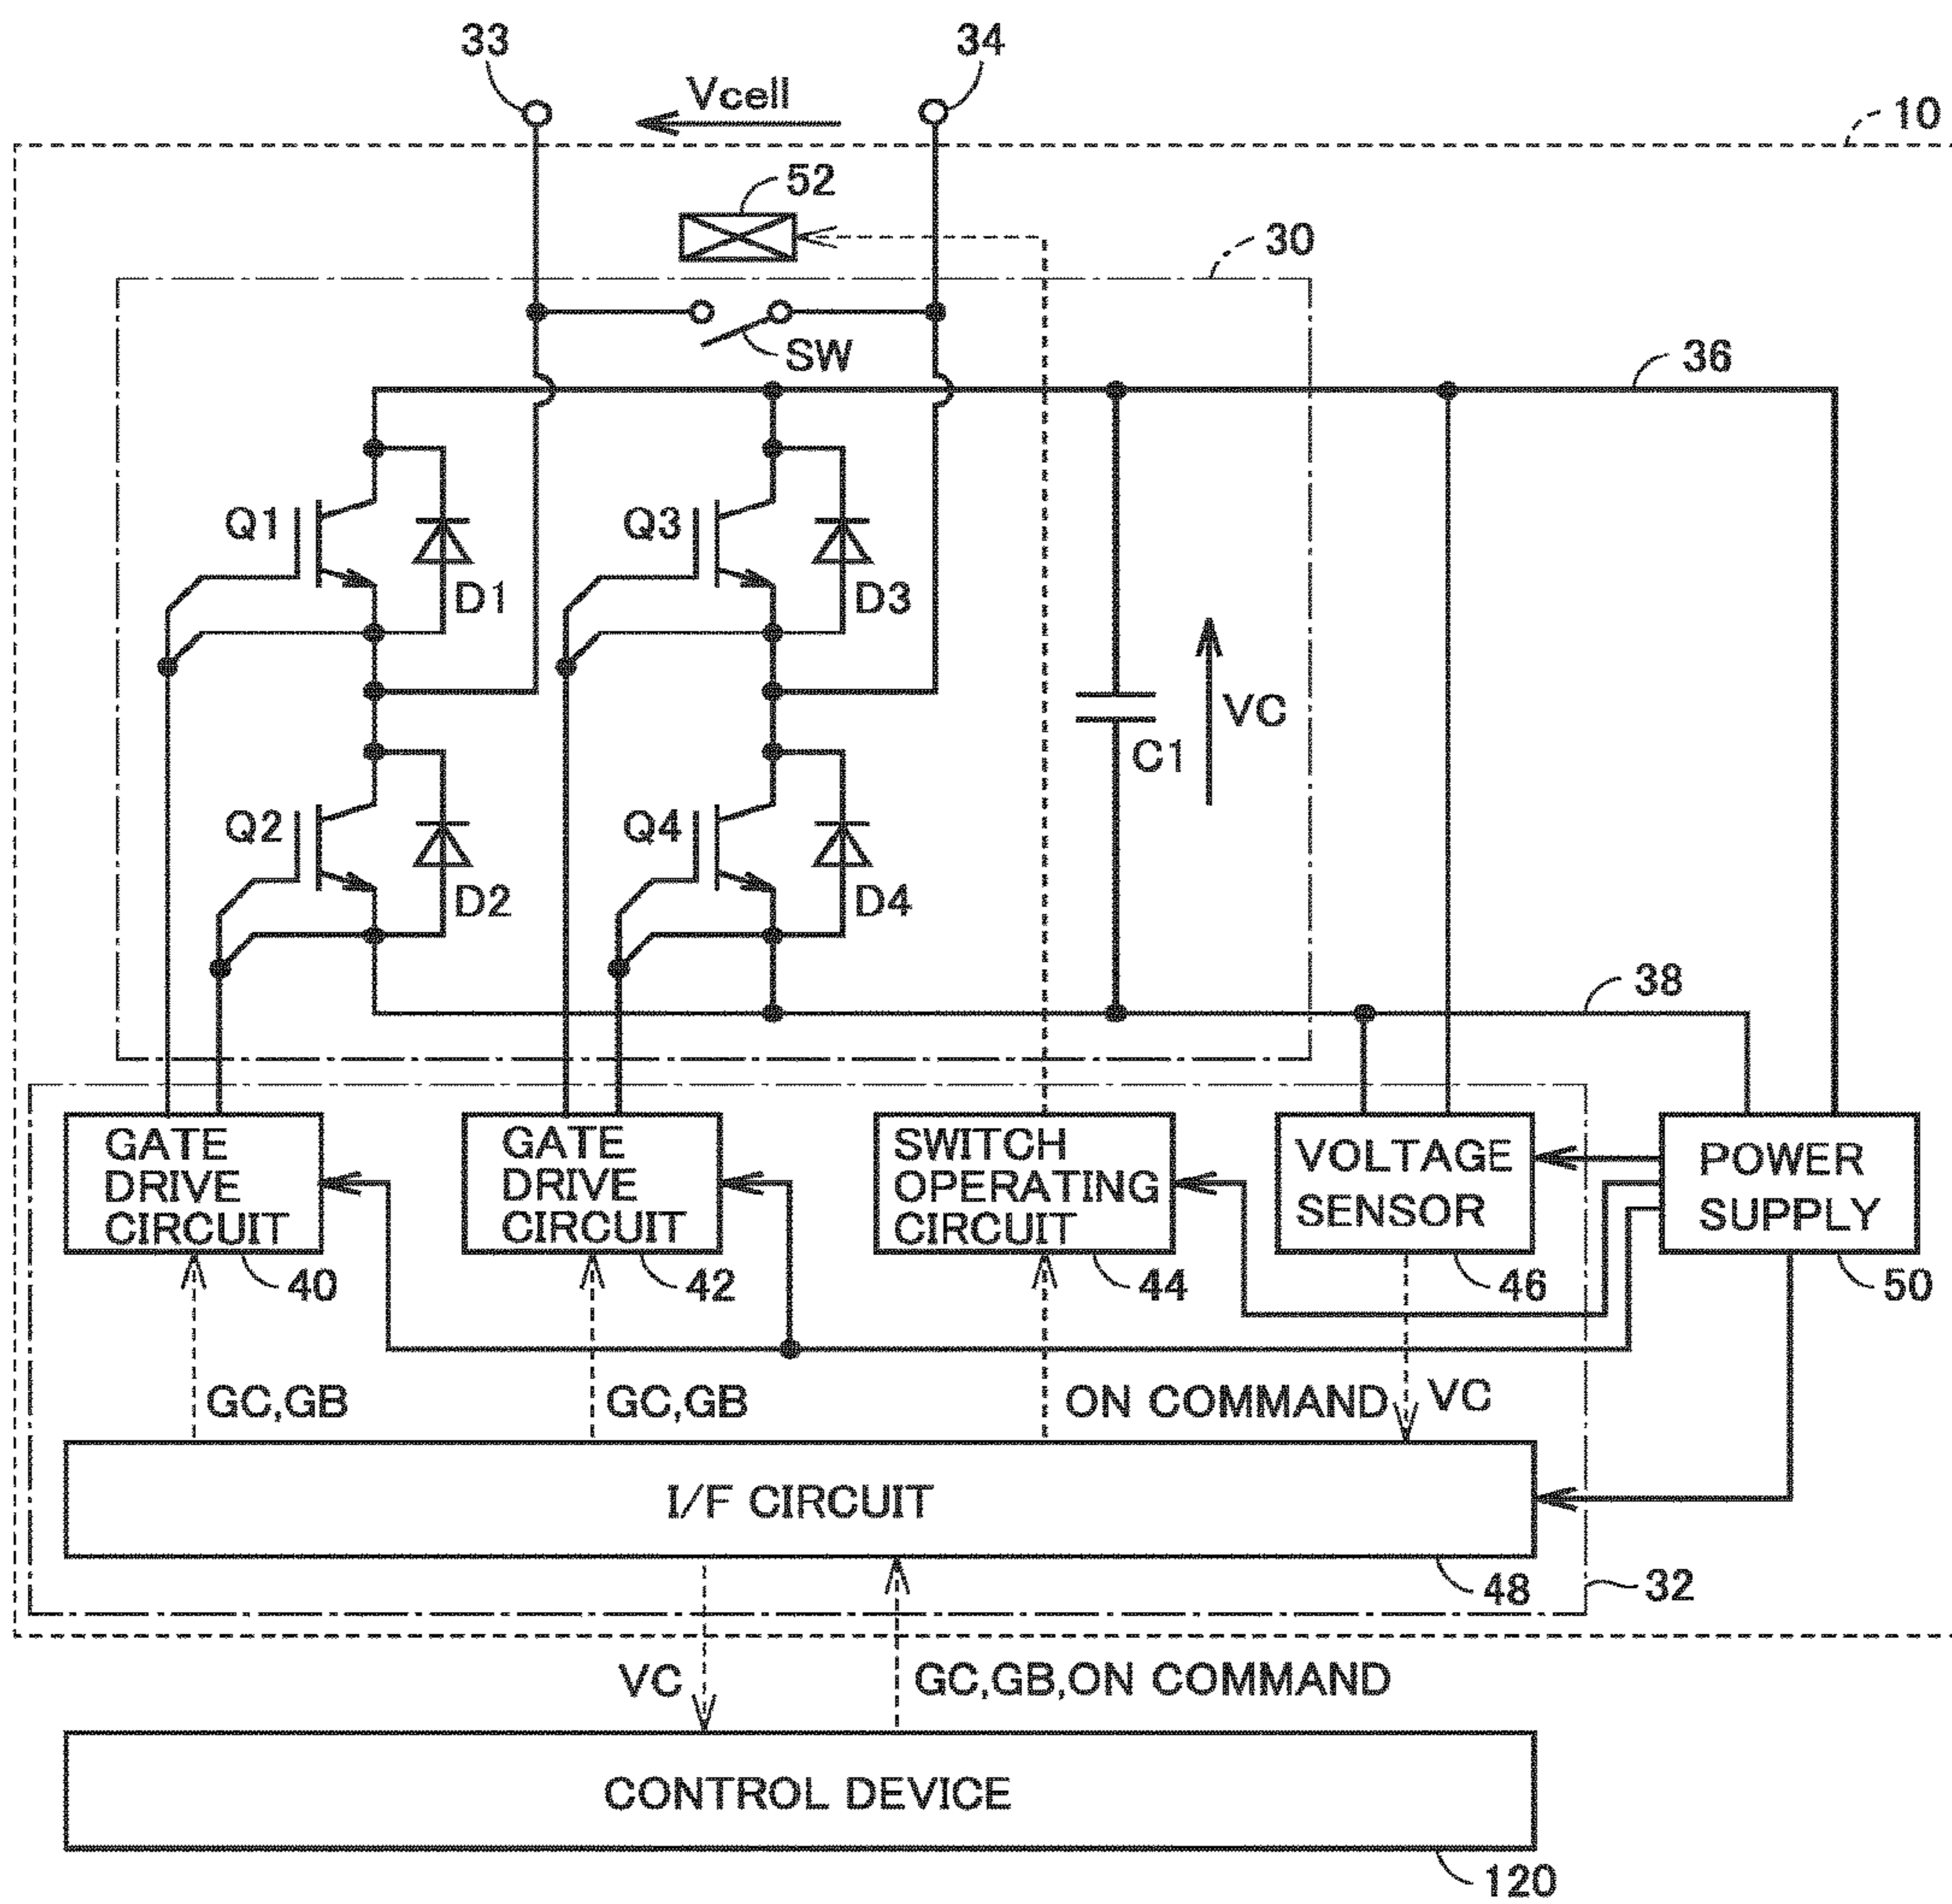 33
34
Vcell
10
52
30
SW
36
Q1
D1
Q3
D3
VC
C1
Q2
D2
Q4
D4
38
GATE
DRIVE
CIRCUIT
GATE
DRIVE
CIRCUIT
SWITCH
OPERATING
CIRCUIT
VOLTAGE
SENSOR
POWER
SUPPLY
40
42
44
46
50
GC,GB
GC,GB
ON COMMAND
VC
I/F CIRCUIT
48
32
VC
GC,GB,ON COMMAND
CONTROL DEVICE
120